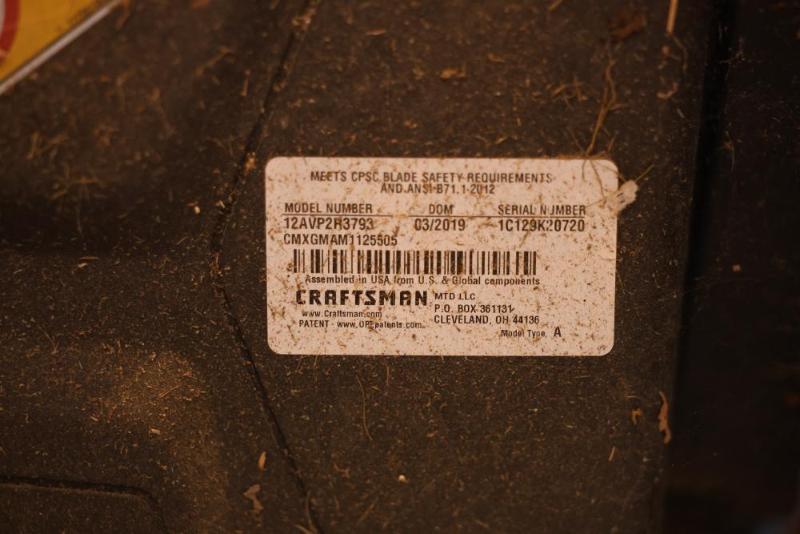 MEETS CPSC BLADE SAFETY REQUIREMENTS
AND ANSI B71.1-2012
MODEL NUMBER DOM SERIAL NUMBER
12AVP2R3793 03/2019 1C129K20720
CMXGMAM1125505
Assembled in USA from U.S. & Global components
CRAFTSMAN MTD LLC
www.Craftsman.com P.O. BOX 361131
PATENT - www.OPEpatents.com CLEVELAND, OH 44136
Model Type A